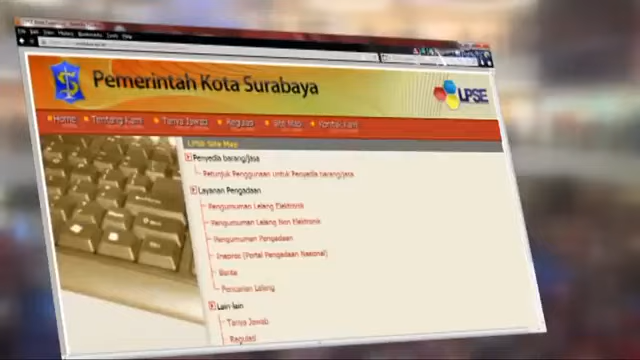 Pemerintah Kota Surabaya
LPSE
Home
Tentang Kami
Tanya Jawab
Regulasi
Site Map
Kontak Kami
LPSE Site Map
Penyedia barang/jasa
Petunjuk Penggunaan untuk Penyedia barang/jasa
Layanan Pengadaan
Pengumuman Lelang Elektronik
Pengumuman Lelang Non Elektronik
Pengumuman Pengadaan
Inaproc (Portal Pengadaan Nasional)
Berita
Pencarian Lelang
Lain-lain
Tanya Jawab
Regulasi